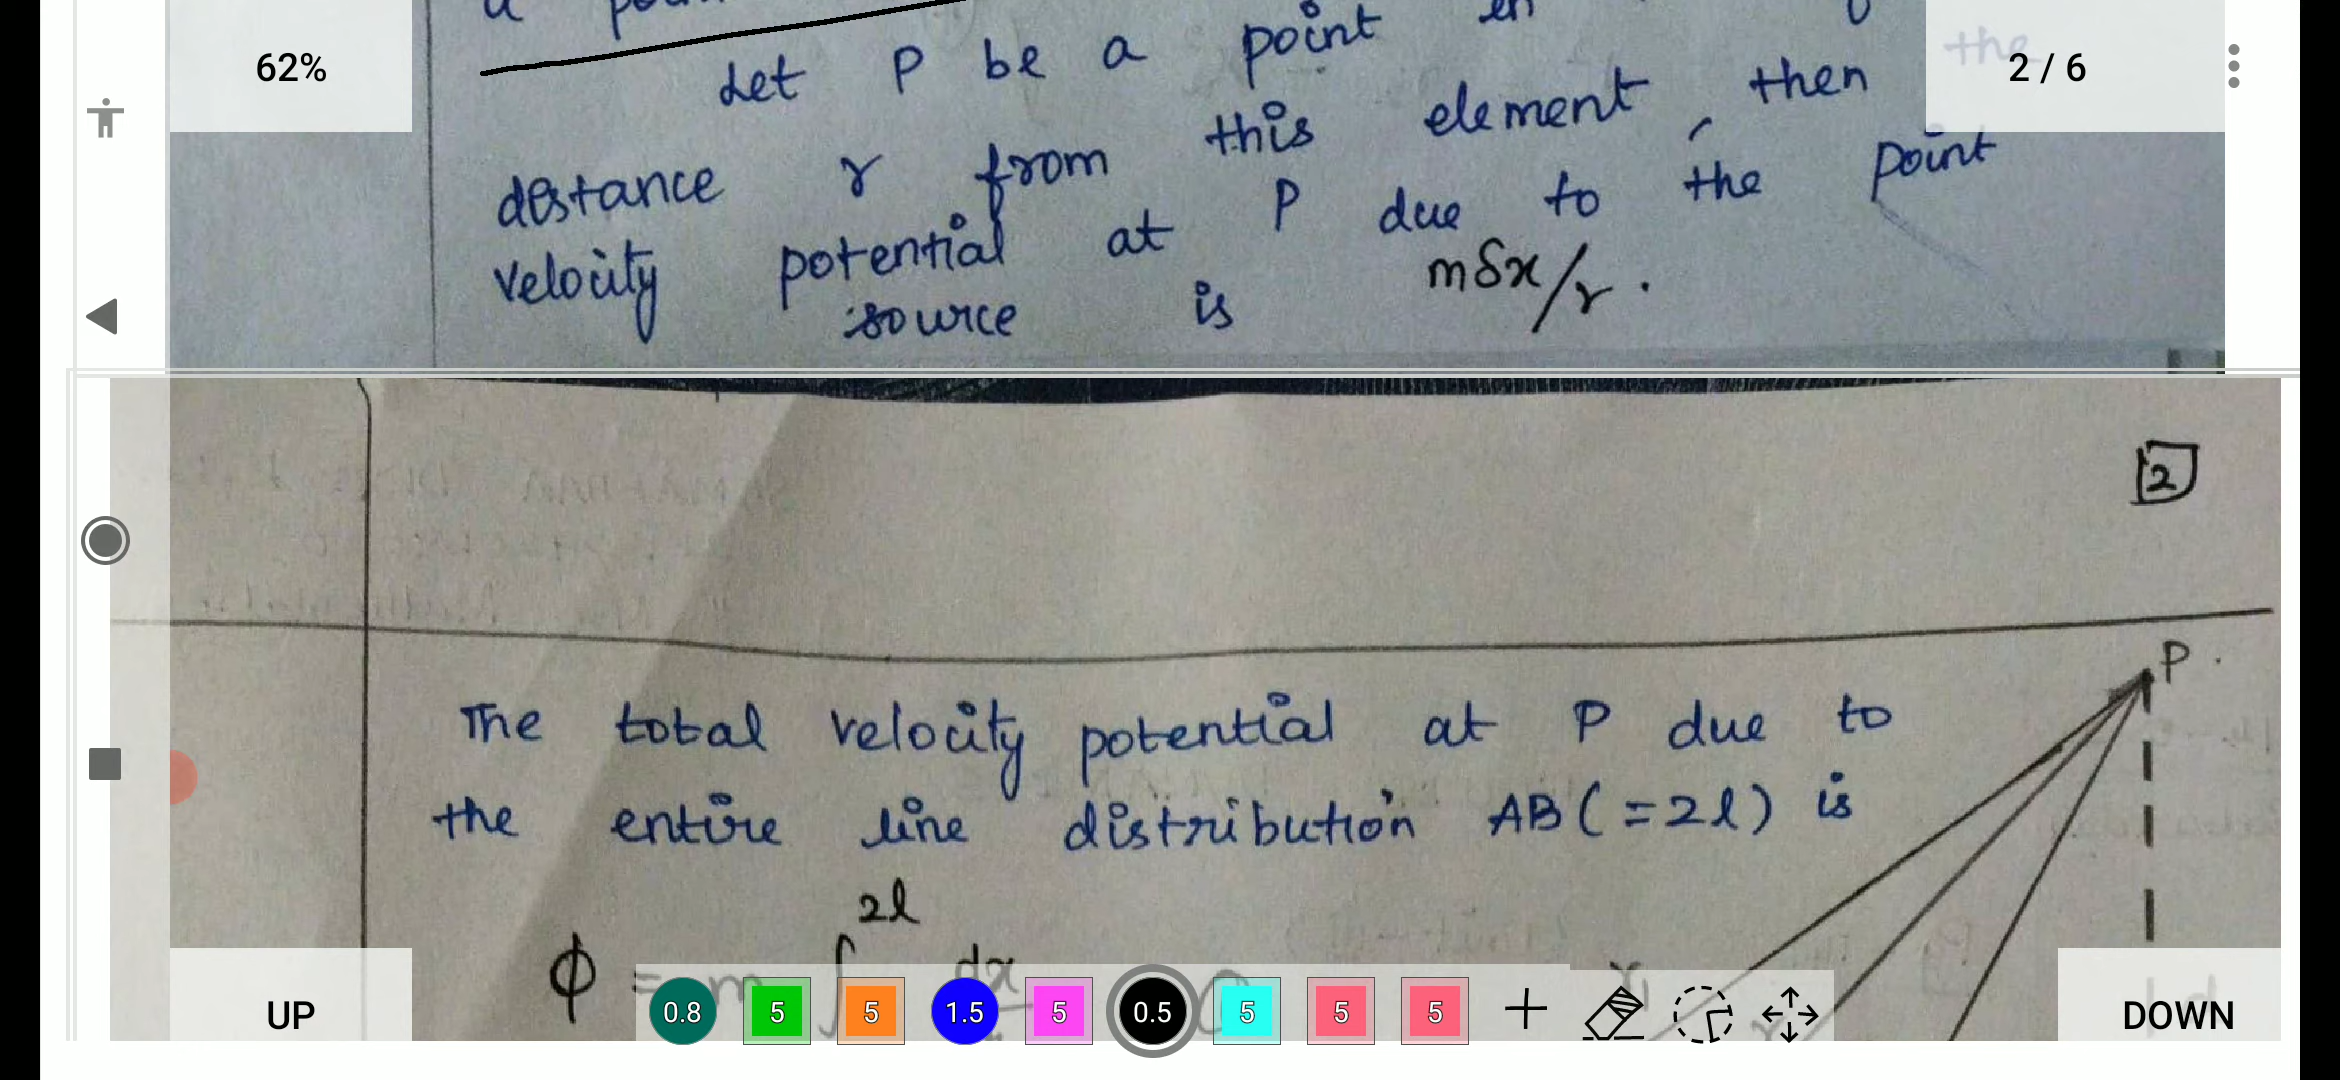 62%
2 / 6
Let P be a point
distance r from this element, then the
velocity potential at P due to the point
source is mδx/r.
2
P.
The total velocity potential at P due to
the entire line distribution AB (=2l) is
2l
ϕ = m ∫ dx
0.8 5 5 1.5 5 0.5 5 5 5
UP
DOWN